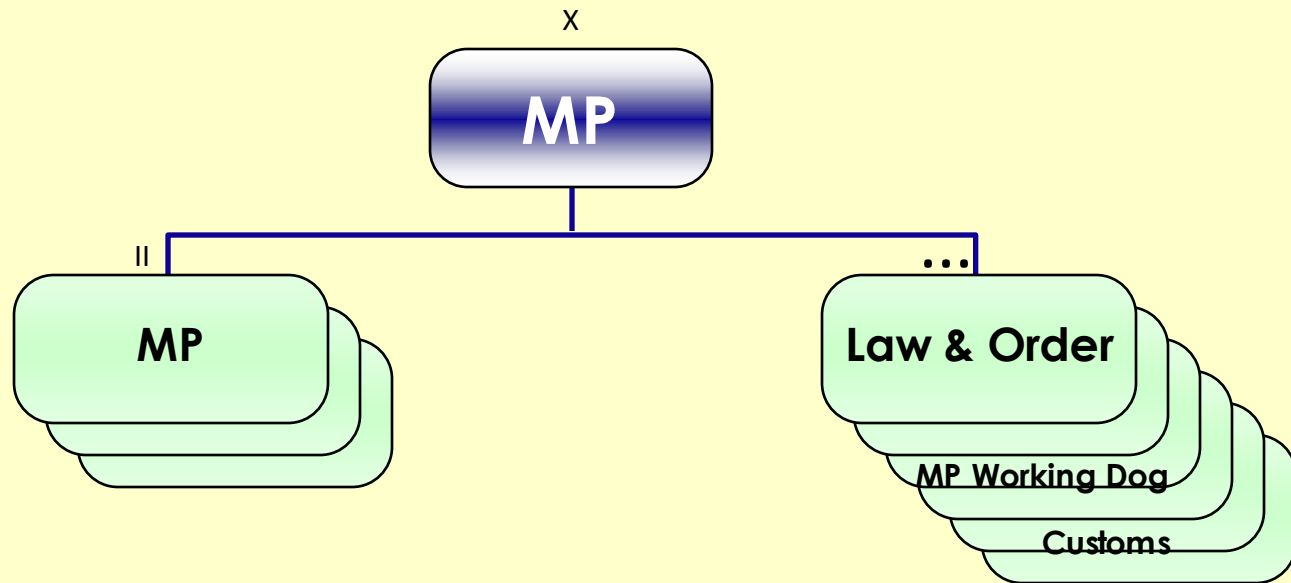 X
MP
II
...
MP
Law & Order
MP Working Dog
Customs